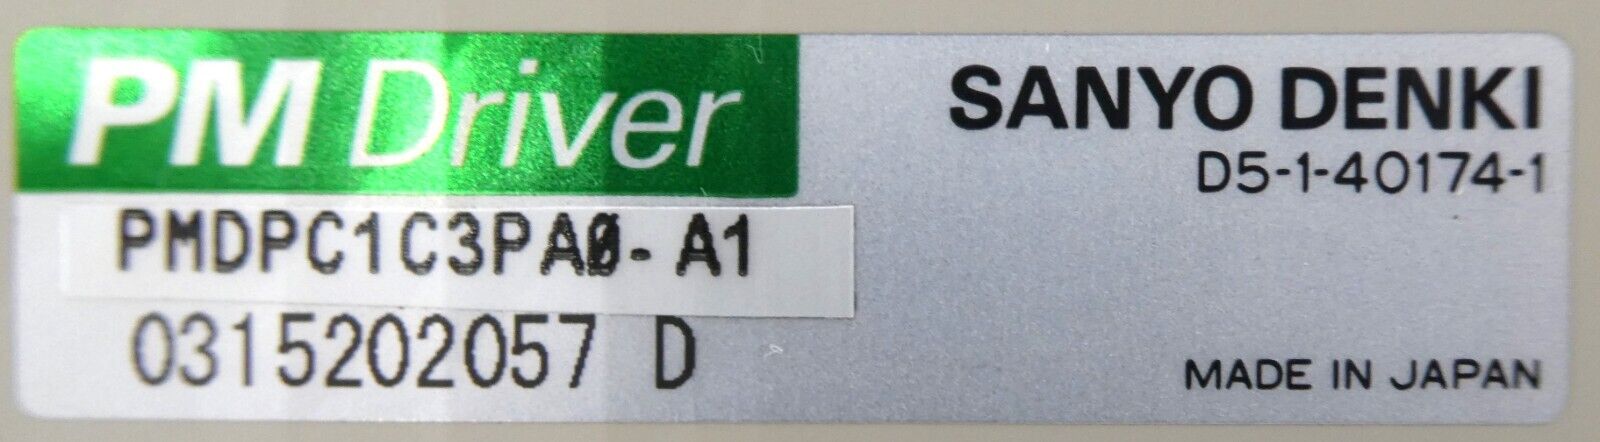 PM Driver
SANYO DENKI
D5-1-40174-1
PMDPC1C3PA0-A1
0315202057 D
MADE IN JAPAN